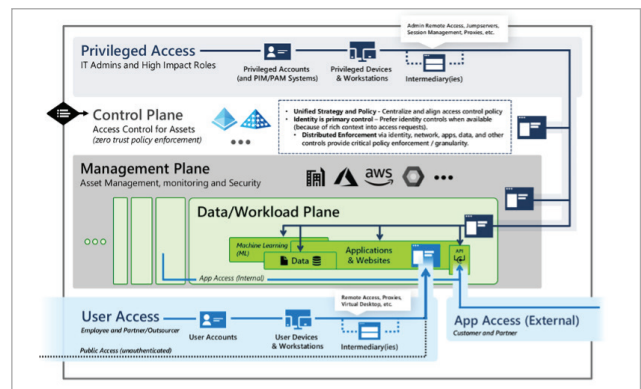 Admin Remote Access, Jumpservers,
Session Management, Proxies, etc.
Privileged Access
IT Admins and High Impact Roles
Privileged Accounts
(and PIM/PAM Systems)
Privileged Devices
& Workstations
Intermediary(ies)
Control Plane
Access Control for Assets
(zero trust policy enforcement)
• Unified Strategy and Policy - Centralize and align access control policy
• Identity is primary control – Prefer identity controls when available
(because of rich context into access requests).
• Distributed Enforcement via identity, network, apps, data, and other
controls provide critical policy enforcement / granularity.
Management Plane
Asset Management, monitoring and Security
aws
Data/Workload Plane
Machine Learning
(ML)
Data
Applications
& Websites
API
App Access (Internal)
User Access
Employee and Partner/Outsourcer
Public Access (unauthenticated)
User Accounts
User Devices
& Workstations
Remote Access, Proxies,
Virtual Desktop, etc.
Intermediary(ies)
App Access (External)
Customer and Partner